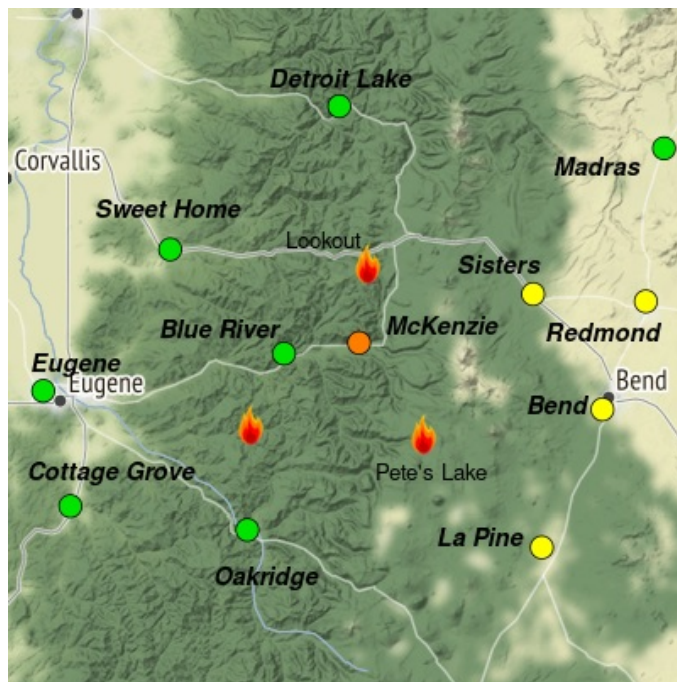 Detroit Lake
Corvallis
Madras
Sweet Home
Lookout
Sisters
Blue River
McKenzie
Redmond
Eugene
Eugene
Bend
Bend
Cottage Grove
Pete's Lake
La Pine
Oakridge